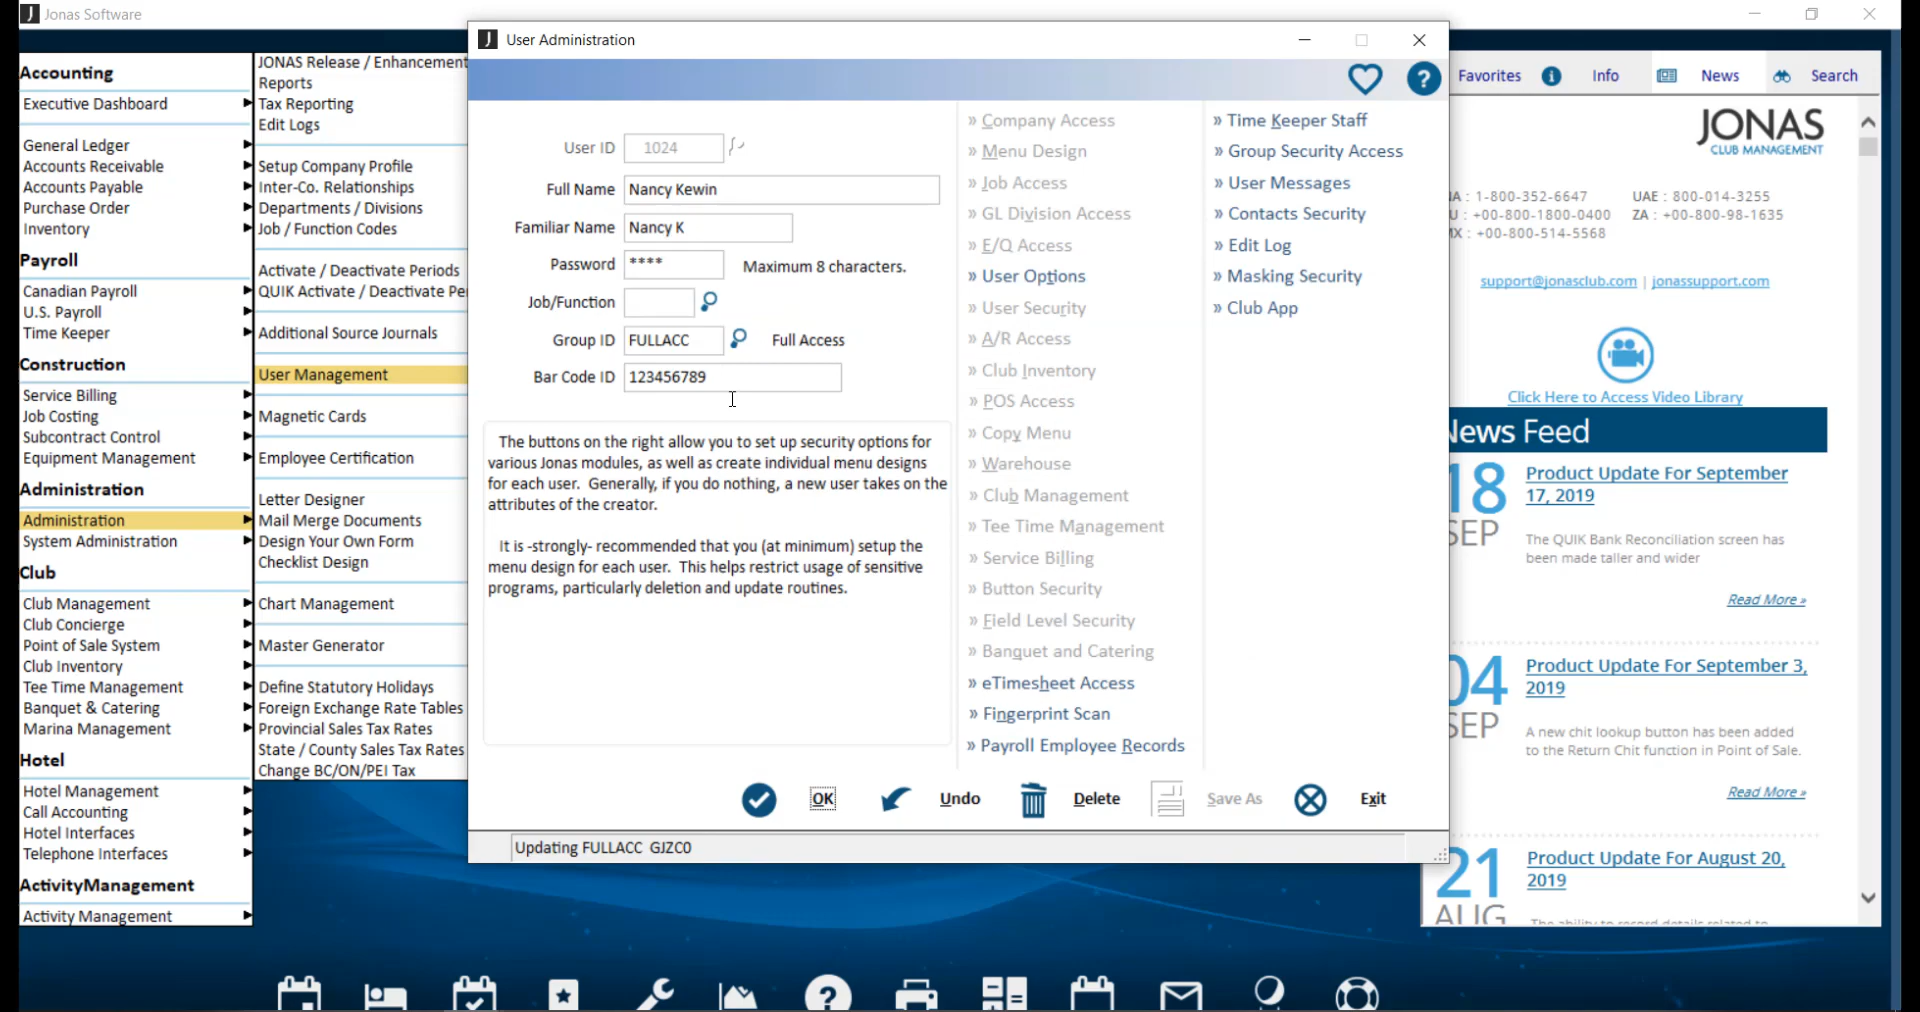 Jonas Software
Accounting
Executive Dashboard
General Ledger
Accounts Receivable
Accounts Payable
Purchase Order
Inventory
Payroll
Canadian Payroll
U.S. Payroll
Time Keeper
Construction
Service Billing
Job Costing
Subcontract Control
Equipment Management
Administration
Administration
System Administration
Club
Club Management
Club Concierge
Point of Sale System
Club Inventory
Tee Time Management
Banquet & Catering
Marina Management
Hotel
Hotel Management
Call Accounting
Hotel Interfaces
Telephone Interfaces
ActivityManagement
Activity Management
JONAS Release / Enhancement
Reports
Tax Reporting
Edit Logs
Setup Company Profile
Inter-Co. Relationships
Departments / Divisions
Job / Function Codes
Activate / Deactivate Periods
QUIK Activate / Deactivate Pe
Additional Source Journals
User Management
Magnetic Cards
Employee Certification
Letter Designer
Mail Merge Documents
Design Your Own Form
Checklist Design
Chart Management
Master Generator
Define Statutory Holidays
Foreign Exchange Rate Tables
Provincial Sales Tax Rates
State / County Sales Tax Rates
Change BC/ON/PEI Tax
User Administration
User ID 1024
Full Name Nancy Kewin
Familiar Name Nancy K
Password **** Maximum 8 characters.
Job/Function
Group ID FULLACC Full Access
Bar Code ID 123456789
The buttons on the right allow you to set up security options for
various Jonas modules, as well as create individual menu designs
for each user. Generally, if you do nothing, a new user takes on the
attributes of the creator.
It is -strongly- recommended that you (at minimum) setup the
menu design for each user. This helps restrict usage of sensitive
programs, particularly deletion and update routines.
» Company Access
» Menu Design
» Job Access
» GL Division Access
» E/Q Access
» User Options
» User Security
» A/R Access
» Club Inventory
» POS Access
» Copy Menu
» Warehouse
» Club Management
» Tee Time Management
» Service Billing
» Button Security
» Field Level Security
» Banquet and Catering
» eTimesheet Access
» Fingerprint Scan
» Payroll Employee Records
» Time Keeper Staff
» Group Security Access
» User Messages
» Contacts Security
» Edit Log
» Masking Security
» Club App
OK Undo Delete Save As Exit
Updating FULLACC GJZC0
Favorites Info News Search
JONAS
CLUB MANAGEMENT
A : 1-800-352-6647 UAE : 800-014-3255
U : +00-800-1800-0400 ZA : +00-800-98-1635
X : +00-800-514-5568
support@jonasclub.com | jonassupport.com
Click Here to Access Video Library
News Feed
18
SEP
Product Update For September
17, 2019
The QUIK Bank Reconciliation screen has
been made taller and wider
Read More »
04
SEP
Product Update For September 3,
2019
A new chit lookup button has been added
to the Return Chit function in Point of Sale.
Read More »
21
AUG
Product Update For August 20,
2019
The ability to record details related to